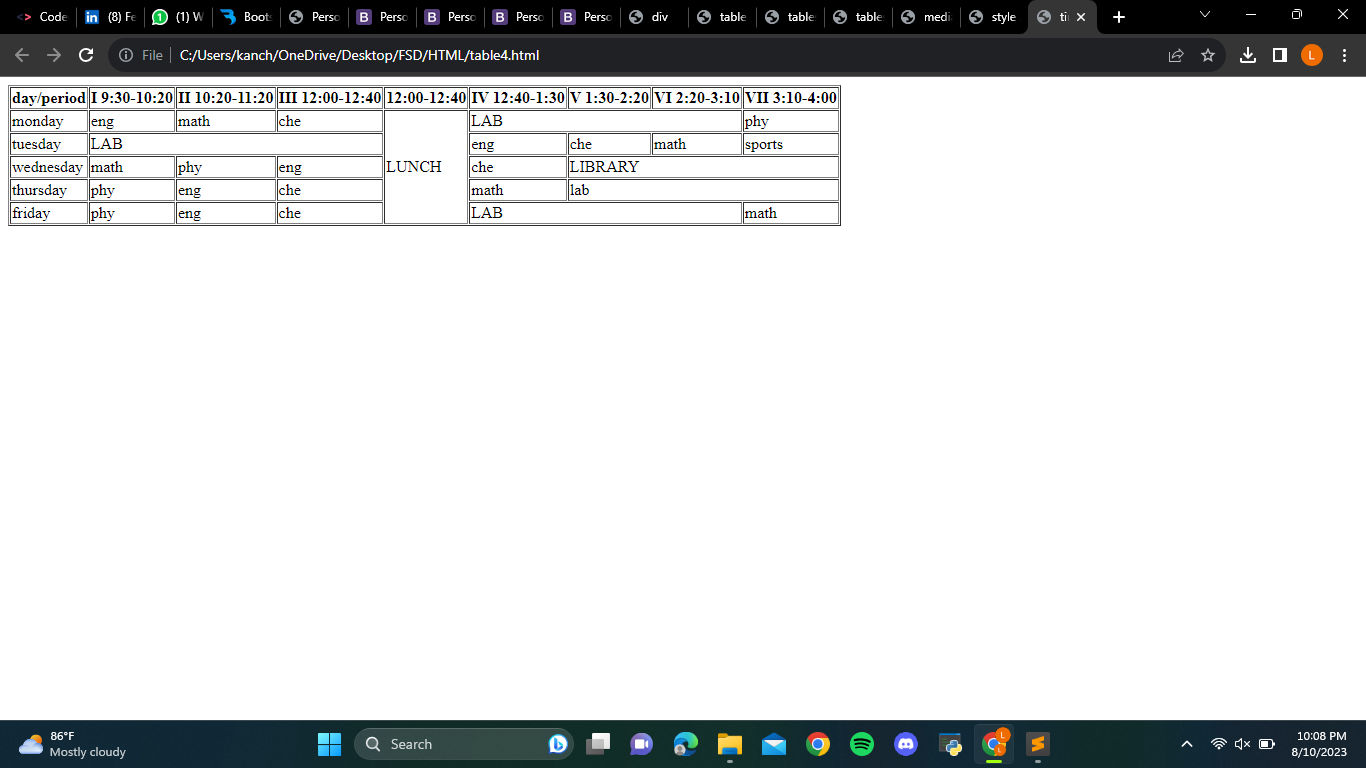 Code
(8) Fe
(1) W
Boots
Perso
Perso
Perso
Perso
Perso
div
table
table
table
medi
style
File
C:/Users/kanch/OneDrive/Desktop/FSD/HTML/table4.html
L
day/period I 9:30-10:20 II 10:20-11:20 III 12:00-12:40 12:00-12:40 IV 12:40-1:30 V 1:30-2:20 VI 2:20-3:10 VII 3:10-4:00
monday eng math che LAB phy
tuesday LAB eng che math sports
wednesday math phy eng LUNCH che LIBRARY
thursday phy eng che math lab
friday phy eng che LAB math
86°F
Mostly cloudy
Search
10:08 PM
8/10/2023